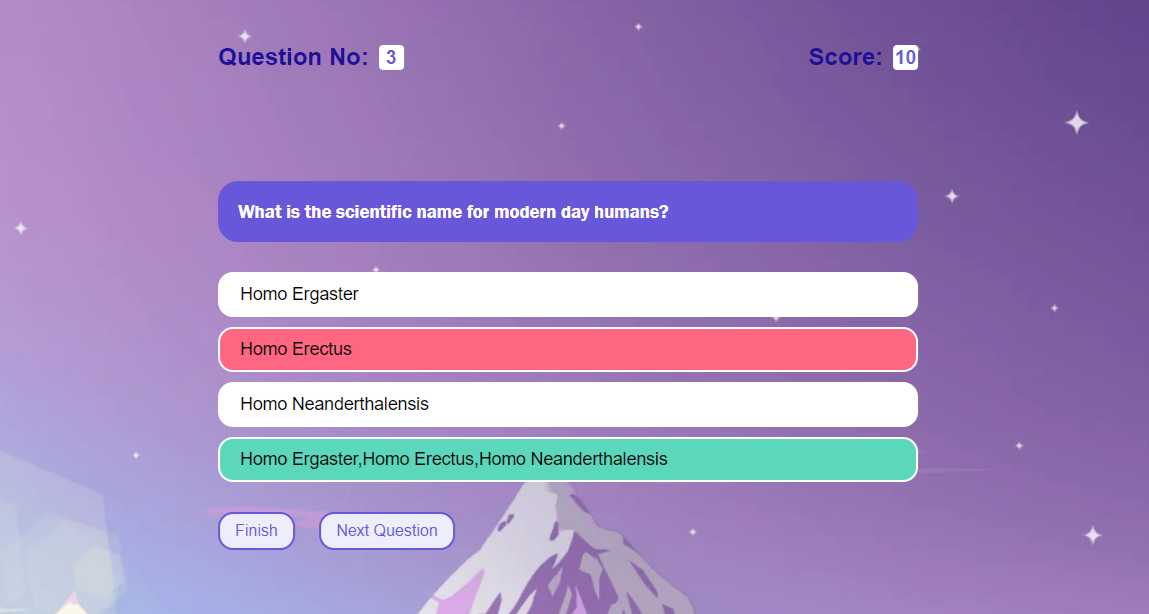 Question No: 3
Score: 10
What is the scientific name for modern day humans?
Homo Ergaster
Homo Erectus
Homo Neanderthalensis
Homo Ergaster,Homo Erectus,Homo Neanderthalensis
Finish
Next Question